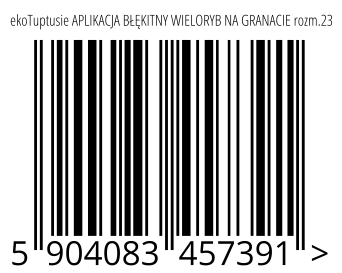 ekoTuptusie APLIKACJA BŁĘKITNY WIELORYB NA GRANACIE rozm.23
5 904083 457391 >